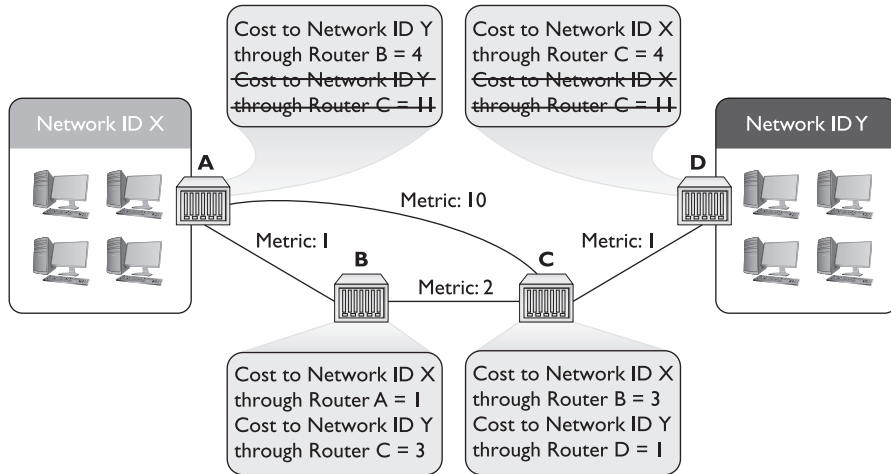 Cost to Network ID Y
through Router B = 4
Cost to Network ID Y
through Router C = 11
Cost to Network ID X
through Router C = 4
Cost to Network ID X
through Router C = 11
Network ID X
Network ID Y
A
D
Metric: 10
Metric: 1
Metric: 1
B
C
Metric: 2
Cost to Network ID X
through Router A = 1
Cost to Network ID Y
through Router C = 3
Cost to Network ID X
through Router B = 3
Cost to Network ID Y
through Router D = 1